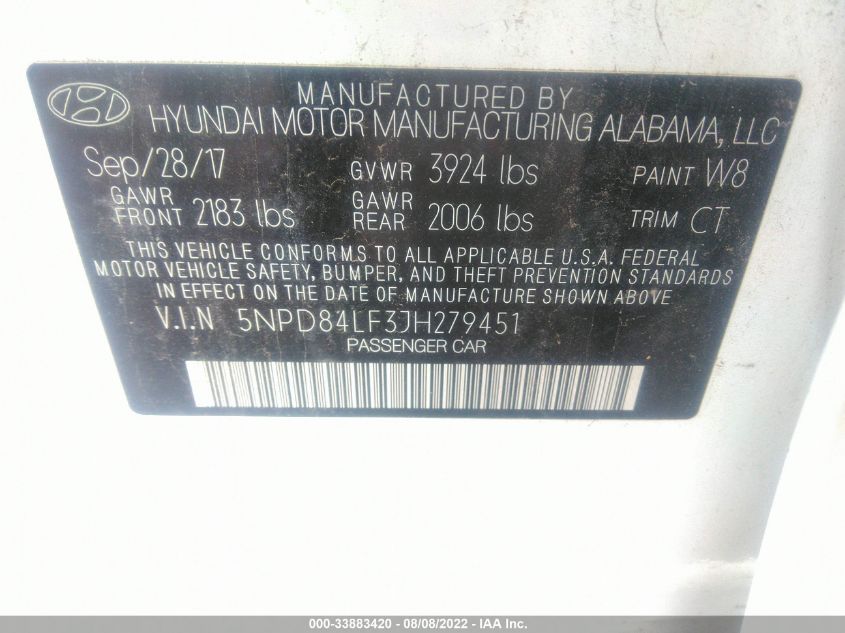 MANUFACTURED BY
HYUNDAI MOTOR MANUFACTURING ALABAMA, LLC
Sep/28/17 GVWR 3924 lbs PAINT W8
GAWR FRONT 2183 lbs GAWR REAR 2006 lbs TRIM CT
THIS VEHICLE CONFORMS TO ALL APPLICABLE U.S.A. FEDERAL
MOTOR VEHICLE SAFETY, BUMPER, AND THEFT PREVENTION STANDARDS
IN EFFECT ON THE DATE OF MANUFACTURE SHOWN ABOVE
V.I.N 5NPD84LF3JH279451
PASSENGER CAR
000-33883420 - 08/08/2022 - IAA Inc.